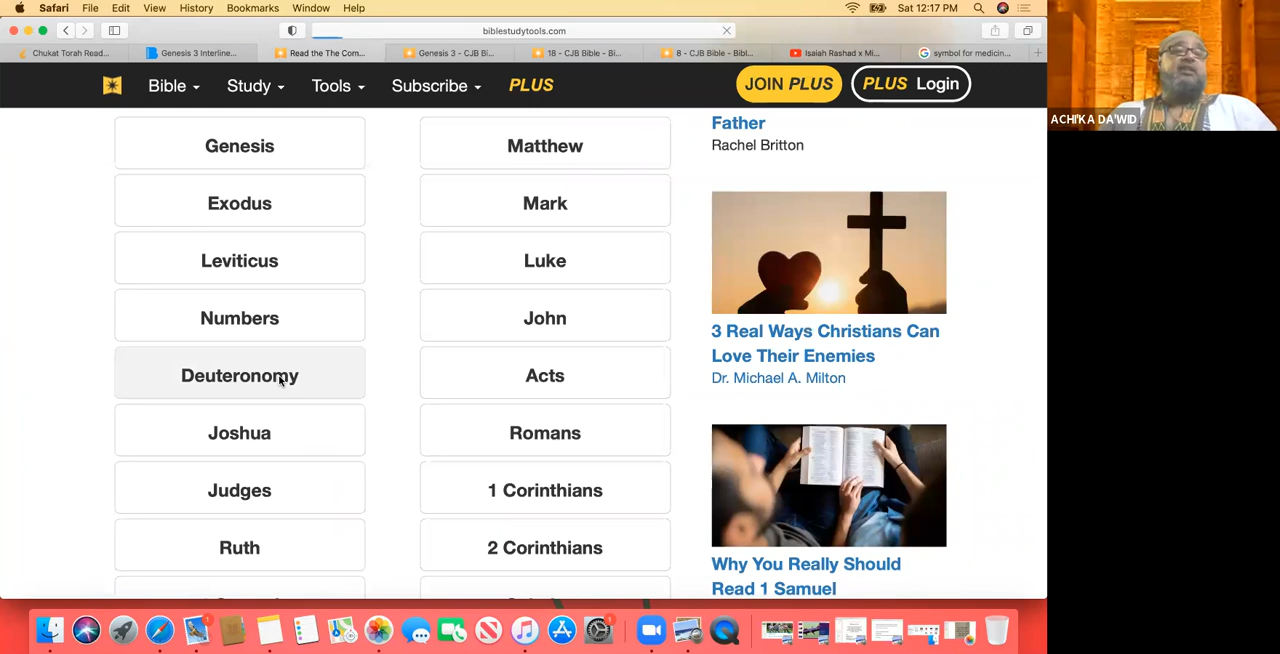 Safari File Edit View History Bookmarks Window Help Sat 12:17 PM
biblestudytools.com
Chukat Torah Read... Genesis 3 Interline... Read the The Com... Genesis 3 - CJB Bi... 18 - CJB Bible - Bi... 8 - CJB Bible - Bibl... Isaiah Rashad x Mi... symbol for medicin...
Bible Study Tools Subscribe PLUS JOIN PLUS PLUS Login
ACHI'KA DA'WID
Genesis
Exodus
Leviticus
Numbers
Deuteronomy
Joshua
Judges
Ruth
Matthew
Mark
Luke
John
Acts
Romans
1 Corinthians
2 Corinthians
Father
Rachel Britton
3 Real Ways Christians Can
Love Their Enemies
Dr. Michael A. Milton
Why You Really Should
Read 1 Samuel